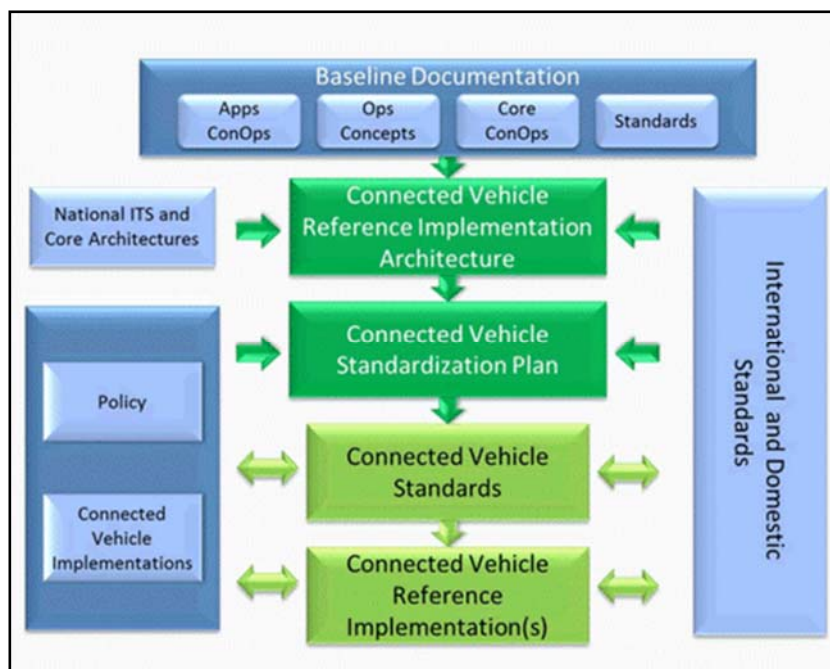 Baseline Documentation
Apps
ConOps
Ops
Concepts
Core
ConOps
Standards
National ITS and
Core Architectures
Connected Vehicle
Reference Implementation
Architecture
Connected Vehicle
Standardization Plan
Policy
Connected Vehicle
Standards
Connected
Vehicle
Implementations
Connected Vehicle
Reference
Implementation(s)
International and Domestic
Standards